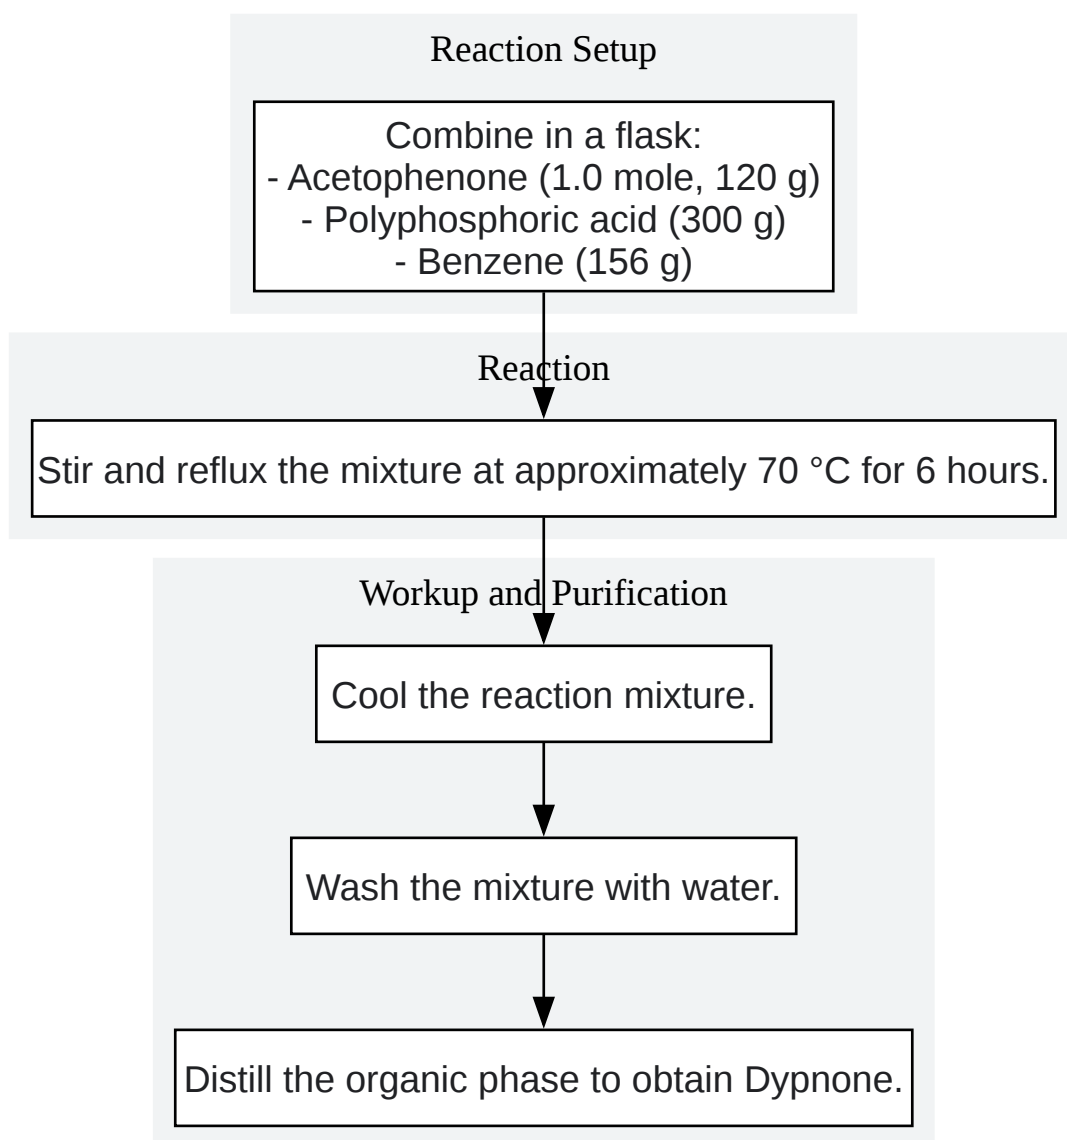 Reaction Setup
Combine in a flask:
- Acetophenone (1.0 mole, 120 g)
- Polyphosphoric acid (300 g)
- Benzene (156 g)
Reaction
Stir and reflux the mixture at approximately 70 °C for 6 hours.
Workup and Purification
Cool the reaction mixture.
Wash the mixture with water.
Distill the organic phase to obtain Dypnone.